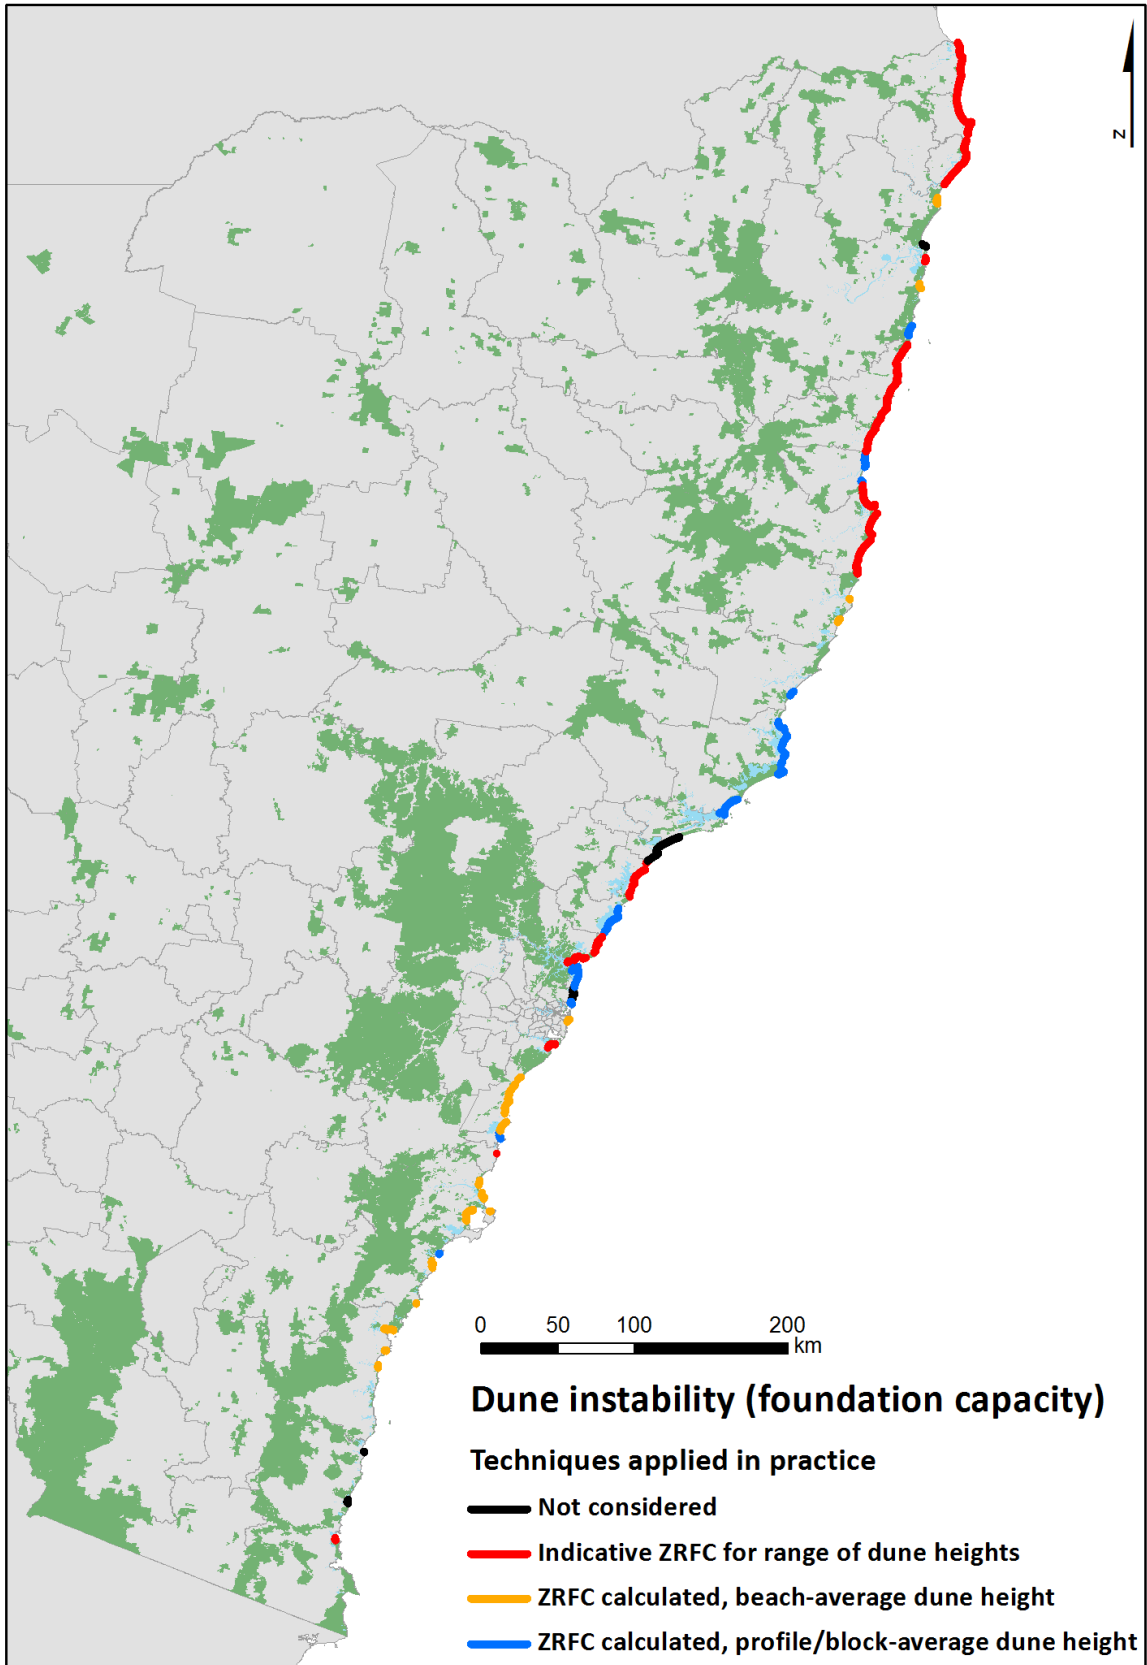 N
0 50 100 200
km
Dune instability (foundation capacity)
Techniques applied in practice
Not considered
Indicative ZRFC for range of dune heights
ZRFC calculated, beach-average dune height
ZRFC calculated, profile/block-average dune height